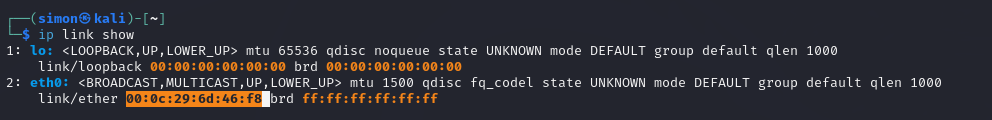 ┌──(simon㉿kali)-[~]
└─$ ip link show
1: lo: <LOOPBACK,UP,LOWER_UP> mtu 65536 qdisc noqueue state UNKNOWN mode DEFAULT group default qlen 1000
    link/loopback 00:00:00:00:00:00 brd 00:00:00:00:00:00
2: eth0: <BROADCAST,MULTICAST,UP,LOWER_UP> mtu 1500 qdisc fq_codel state UNKNOWN mode DEFAULT group default qlen 1000
    link/ether 00:0c:29:6d:46:f8 brd ff:ff:ff:ff:ff:ff